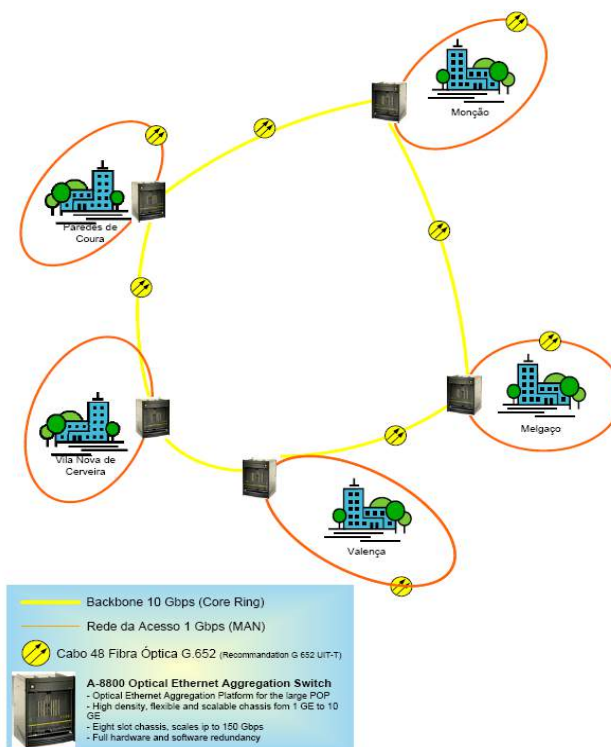 Monção
Paredes de
Coura
Melgaço
Vila Nova de
Cerveira
Valença
Backbone 10 Gbps (Core Ring)
Rede da Acesso 1 Gbps (MAN)
Cabo 48 Fibra Óptica G.652 (Recommandation G 652 UIT-T)
A-8800 Optical Ethernet Aggregation Switch
- Optical Ethernet Aggregation Platform for the large POP
- High density, flexible and scalable chassis fom 1 GE to 10
GE
- Eight slot chassis, scales ip to 150 Gbps
- Full hardware and software redundancy